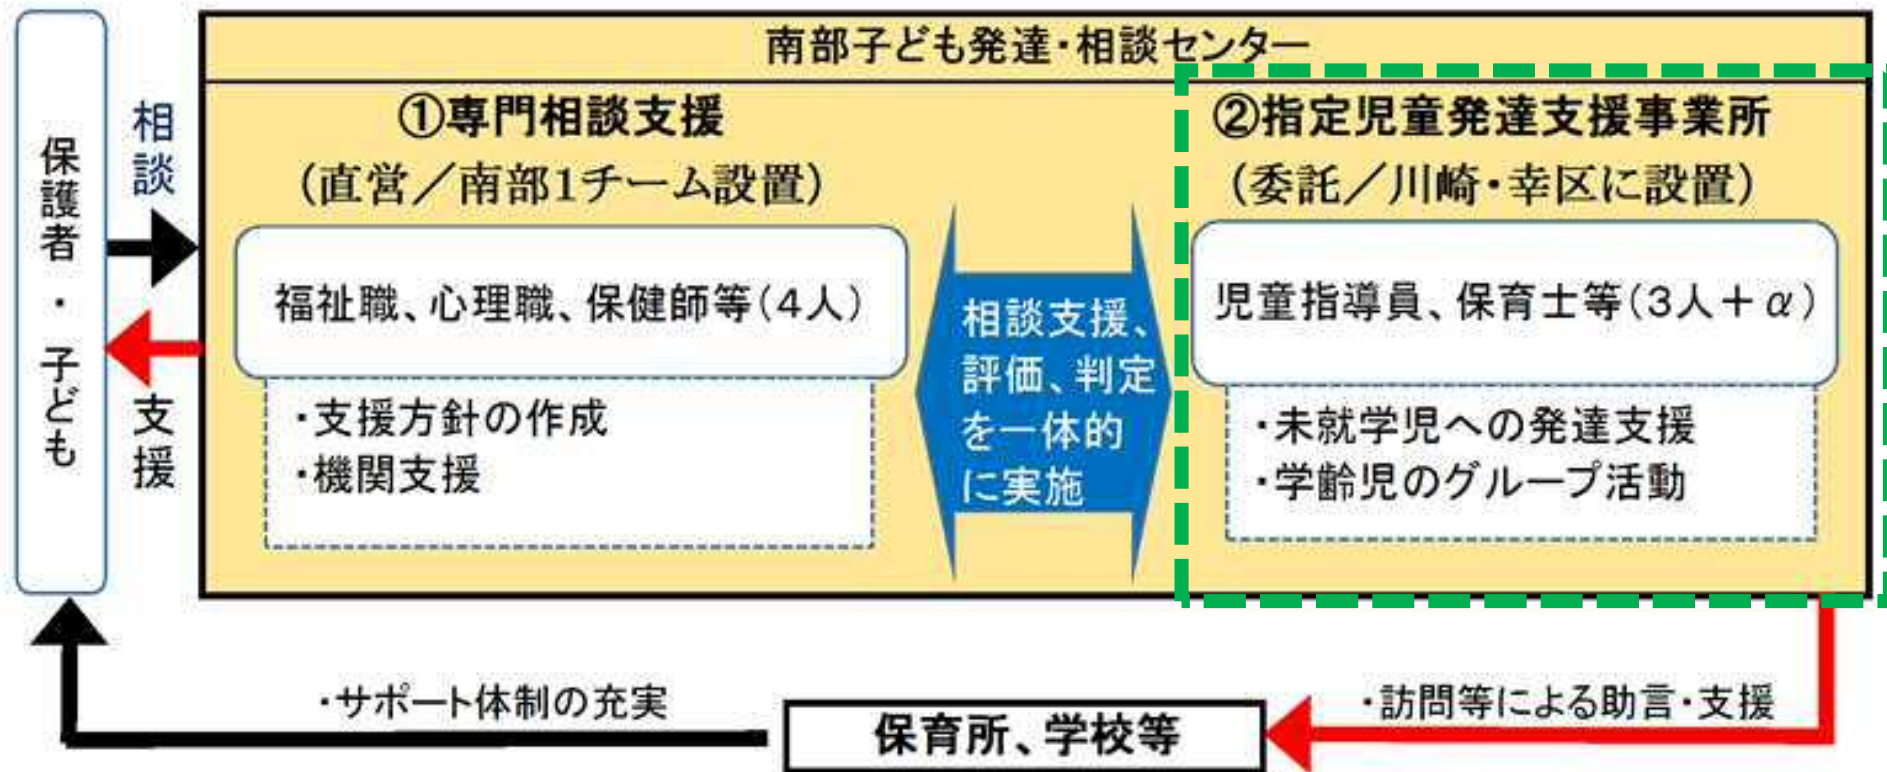 南部子ども発達・相談センター
保護者・子ども
相談
支援
①専門相談支援
(直営／南部1チーム設置)
福祉職、心理職、保健師等(4人)
・支援方針の作成
・機関支援
相談支援、
評価、判定
を一体的
に実施
②指定児童発達支援事業所
(委託／川崎・幸区に設置)
児童指導員、保育士等(3人＋α)
・未就学児への発達支援
・学齢児のグループ活動
・サポート体制の充実
保育所、学校等
・訪問等による助言・支援